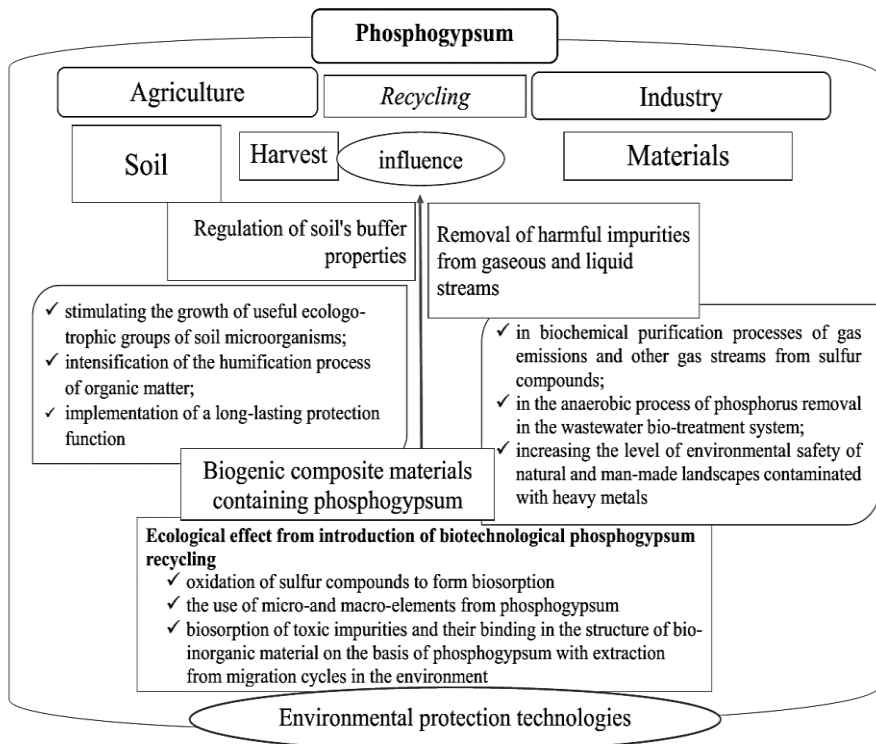 Phosphogypsum
Agriculture
Recycling
Industry
Soil
Harvest
influence
Materials
Regulation of soil's buffer
properties
Removal of harmful impurities
from gaseous and liquid
streams
✓ stimulating the growth of useful ecologo-
trophic groups of soil microorganisms;
✓ intensification of the humification process
of organic matter;
✓ implementation of a long-lasting protection
function
✓ in biochemical purification processes of gas
emissions and other gas streams from sulfur
compounds;
✓ in the anaerobic process of phosphorus removal
in the wastewater bio-treatment system;
✓ increasing the level of environmental safety of
natural and man-made landscapes contaminated
with heavy metals
Biogenic composite materials
containing phosphogypsum
Ecological effect from introduction of biotechnological phosphogypsum
recycling
✓ oxidation of sulfur compounds to form biosorption
✓ the use of micro-and macro-elements from phosphogypsum
✓ biosorption of toxic impurities and their binding in the structure of bio-
inorganic material on the basis of phosphogypsum with extraction
from migration cycles in the environment
Environmental protection technologies